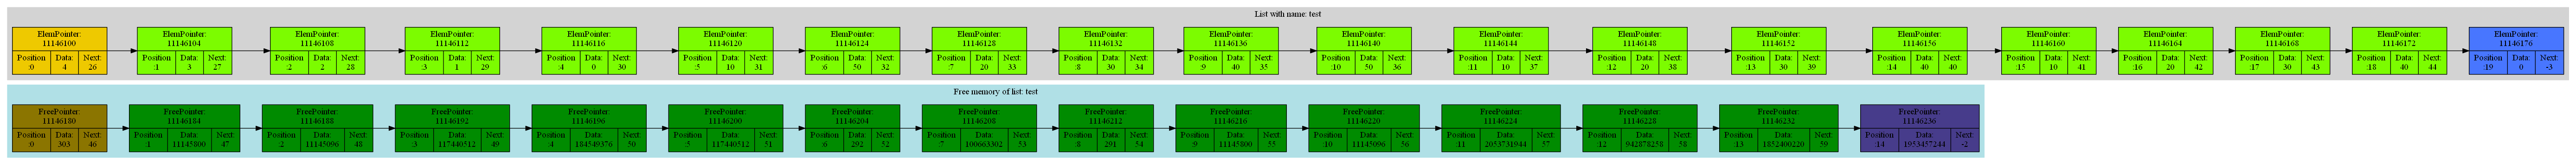 List with name: test
ElemPointer:
11146100
Position :0 Data: 4 Next: 26
ElemPointer:
11146104
Position :1 Data: 3 Next: 27
ElemPointer:
11146108
Position :2 Data: 2 Next: 28
ElemPointer:
11146112
Position :3 Data: 1 Next: 29
ElemPointer:
11146116
Position :4 Data: 0 Next: 30
ElemPointer:
11146120
Position :5 Data: 10 Next: 31
ElemPointer:
11146124
Position :6 Data: 50 Next: 32
ElemPointer:
11146128
Position :7 Data: 20 Next: 33
ElemPointer:
11146132
Position :8 Data: 30 Next: 34
ElemPointer:
11146136
Position :9 Data: 40 Next: 35
ElemPointer:
11146140
Position :10 Data: 50 Next: 36
ElemPointer:
11146144
Position :11 Data: 10 Next: 37
ElemPointer:
11146148
Position :12 Data: 20 Next: 38
ElemPointer:
11146152
Position :13 Data: 30 Next: 39
ElemPointer:
11146156
Position :14 Data: 40 Next: 40
ElemPointer:
11146160
Position :15 Data: 10 Next: 41
ElemPointer:
11146164
Position :16 Data: 20 Next: 42
ElemPointer:
11146168
Position :17 Data: 30 Next: 43
ElemPointer:
11146172
Position :18 Data: 40 Next: 44
ElemPointer:
11146176
Position :19 Data: 0 Next: -3
Free memory of list: test
FreePointer:
11146180
Position :0 Data: 303 Next: 46
FreePointer:
11146184
Position :1 Data: 11145800 Next: 47
FreePointer:
11146188
Position :2 Data: 11145096 Next: 48
FreePointer:
11146192
Position :3 Data: 117440512 Next: 49
FreePointer:
11146196
Position :4 Data: 184549376 Next: 50
FreePointer:
11146200
Position :5 Data: 117440512 Next: 51
FreePointer:
11146204
Position :6 Data: 292 Next: 52
FreePointer:
11146208
Position :7 Data: 100663302 Next: 53
FreePointer:
11146212
Position :8 Data: 291 Next: 54
FreePointer:
11146216
Position :9 Data: 11145800 Next: 55
FreePointer:
11146220
Position :10 Data: 11145096 Next: 56
FreePointer:
11146224
Position :11 Data: 2053731944 Next: 57
FreePointer:
11146228
Position :12 Data: 942878258 Next: 58
FreePointer:
11146232
Position :13 Data: 1852400220 Next: 59
FreePointer:
11146236
Position :14 Data: 1953457244 Next: -2